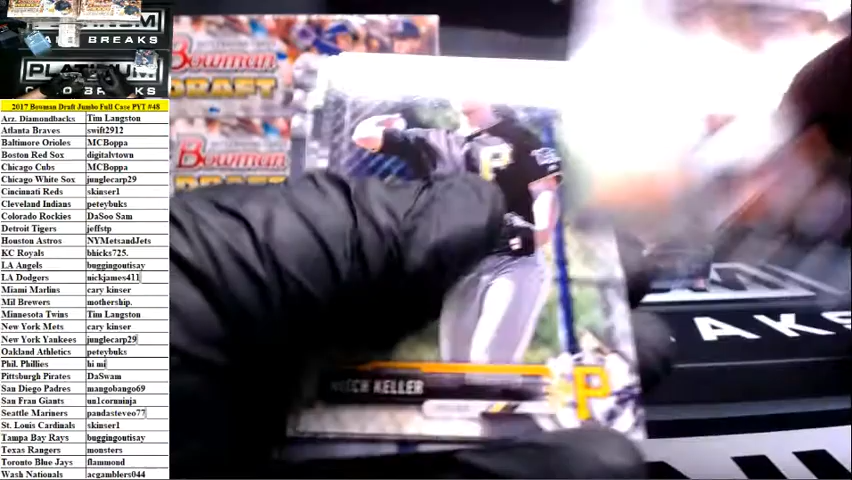 BREAKS
PLATINUM
BREAKS
2017 Bowman Draft Jumbo Full Case PYT #48
Arz. Diamondbacks Tim Langston
Atlanta Braves swift2912
Baltimore Orioles MCBoppa
Boston Red Sox digitaltown
Chicago Cubs MCBoppa
Chicago White Sox junglecarp29
Cincinnati Reds skinser1
Cleveland Indians peteybuks
Colorado Rockies DaSoo Sam
Detroit Tigers jeffstp
Houston Astros NYMetsandJets
KC Royals bhicks725.
LA Angels buggingoutisay
LA Dodgers nickjames411
Miami Marlins cary kinser
Mil Brewers mothership.
Minnesota Twins Tim Langston
New York Mets cary kinser
New York Yankees junglecarp29
Oakland Athletics peteybuks
Phil. Phillies hi mi
Pittsburgh Pirates DaSwam
San Diego Padres mangobango69
San Fran Giants un1cornninja
Seattle Mariners pandasteveo77
St. Louis Cardinals skinser1
Tampa Bay Rays buggingoutisay
Texas Rangers monsters
Toronto Blue Jays flammond
Wash Nationals acgamblers044
Bowman
DRAFT
Bowman
P
KELLER
P
AKS